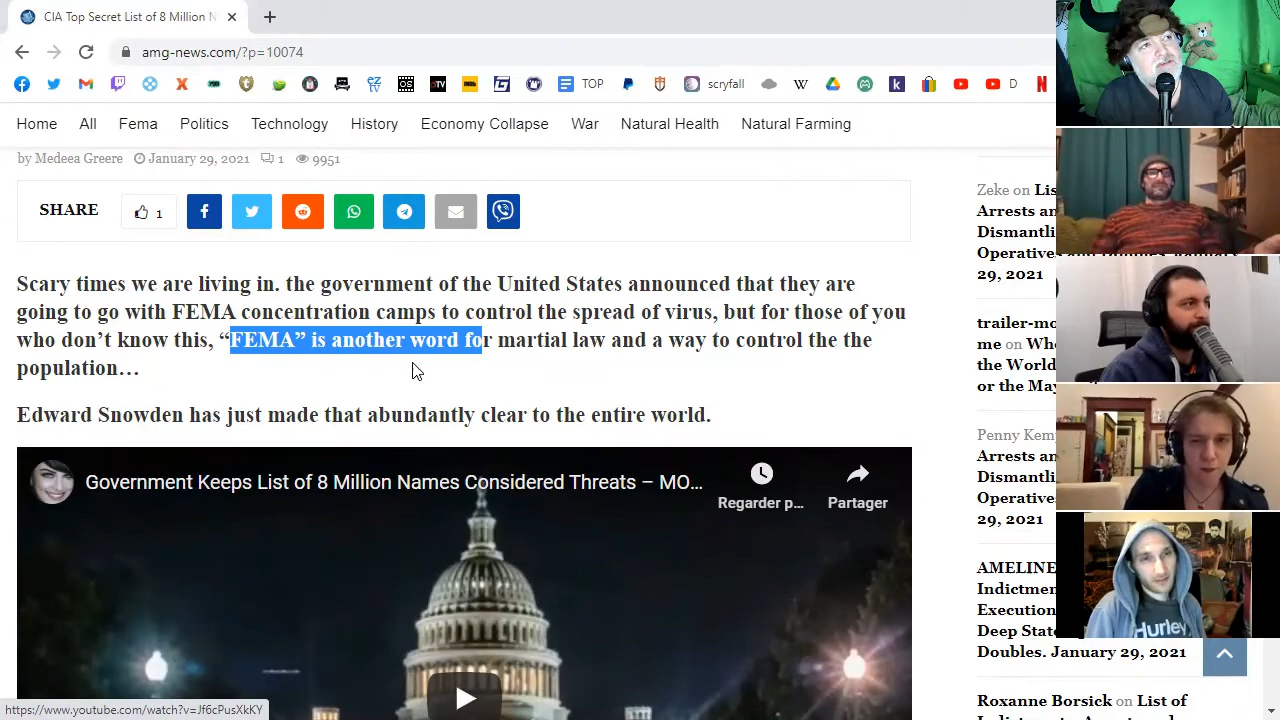 CIA Top Secret List of 8 Million N
amg-news.com/?p=10074
TOP
scryfall
D
Home All Fema Politics Technology History Economy Collapse War Natural Health Natural Farming
by Medeea Greere January 29, 2021 1 9951
SHARE 1
Scary times we are living in. the government of the United States announced that they are
going to go with FEMA concentration camps to control the spread of virus, but for those of you
who don't know this, “FEMA” is another word for martial law and a way to control the the
population…
Edward Snowden has just made that abundantly clear to the entire world.
Government Keeps List of 8 Million Names Considered Threats – MO...
Regarder p... Partager
https://www.youtube.com/watch?v=Jf6cPusXkKY
Zeke on Lis
Arrests an
Dismantli
Operatives
29, 2021
trailer-mo
me on Wh
the World
or the May
Penny Kemp
Arrests an
Dismantlin
Operatives
29, 2021
AMELINE
Indictmen
Execution
Deep State
Doubles. January 29, 2021
Roxanne Borsick on List of
Hurley